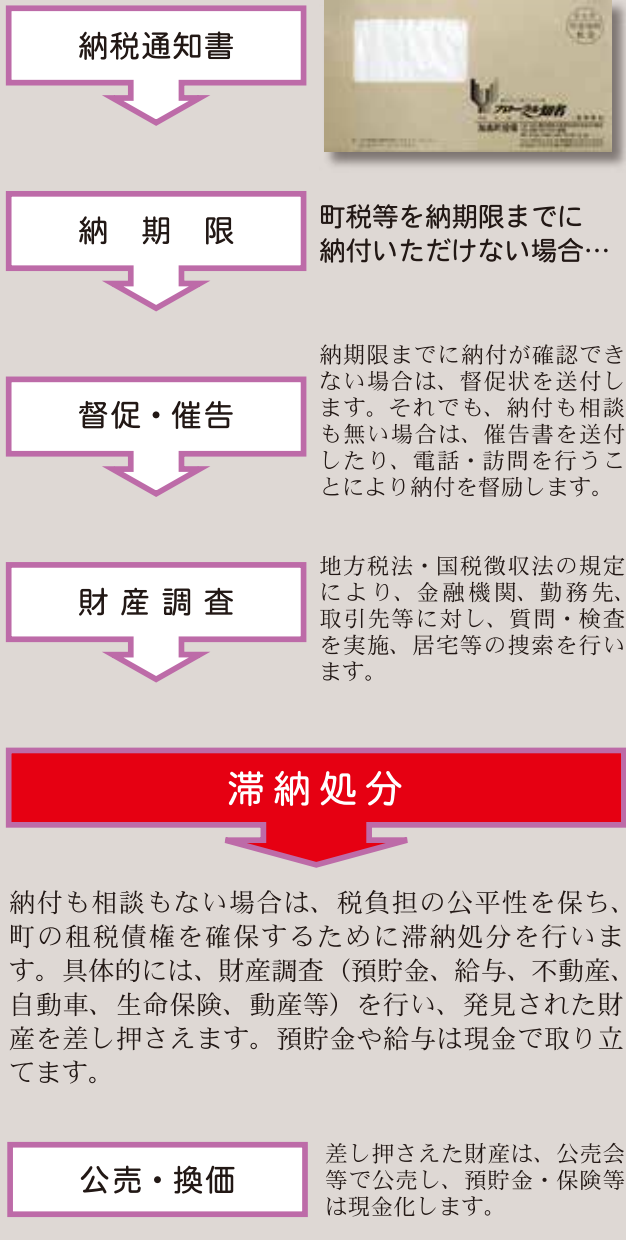 納税通知書
納期限
町税等を納期限までに
納付いただけない場合…
督促・催告
納期限までに納付が確認でき
ない場合は、督促状を送付し
ます。それでも、納付も相談
も無い場合は、催告書を送付
したり、電話・訪問を行うこ
とにより納付を督励します。
財産調査
地方税法・国税徴収法の規定
により、金融機関、勤務先、
取引先等に対し、質問・検査
を実施、居宅等の捜索を行い
ます。
滞納処分
納付も相談もない場合は、税負担の公平性を保ち、
町の租税債権を確保するために滞納処分を行いま
す。具体的には、財産調査（預貯金、給与、不動産、
自動車、生命保険、動産等）を行い、発見された財
産を差し押さえます。預貯金や給与は現金で取り立
てます。
公売・換価
差し押さえた財産は、公売会
等で公売し、預貯金・保険等
は現金化します。